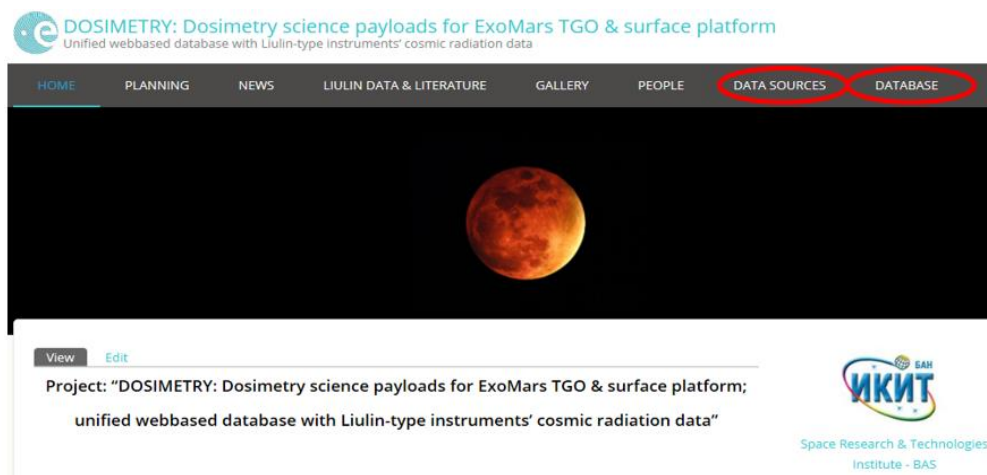 DOSIMETRY: Dosimetry science payloads for ExoMars TGO & surface platform
Unified webbased database with Liulin-type instruments' cosmic radiation data
HOME PLANNING NEWS LIULIN DATA & LITERATURE GALLERY PEOPLE DATA SOURCES DATABASE
View Edit
Project: “DOSIMETRY: Dosimetry science payloads for ExoMars TGO & surface platform;
unified webbased database with Liulin-type instruments’ cosmic radiation data”
БАН
ИКИТ
Space Research & Technologies
Institute - BAS